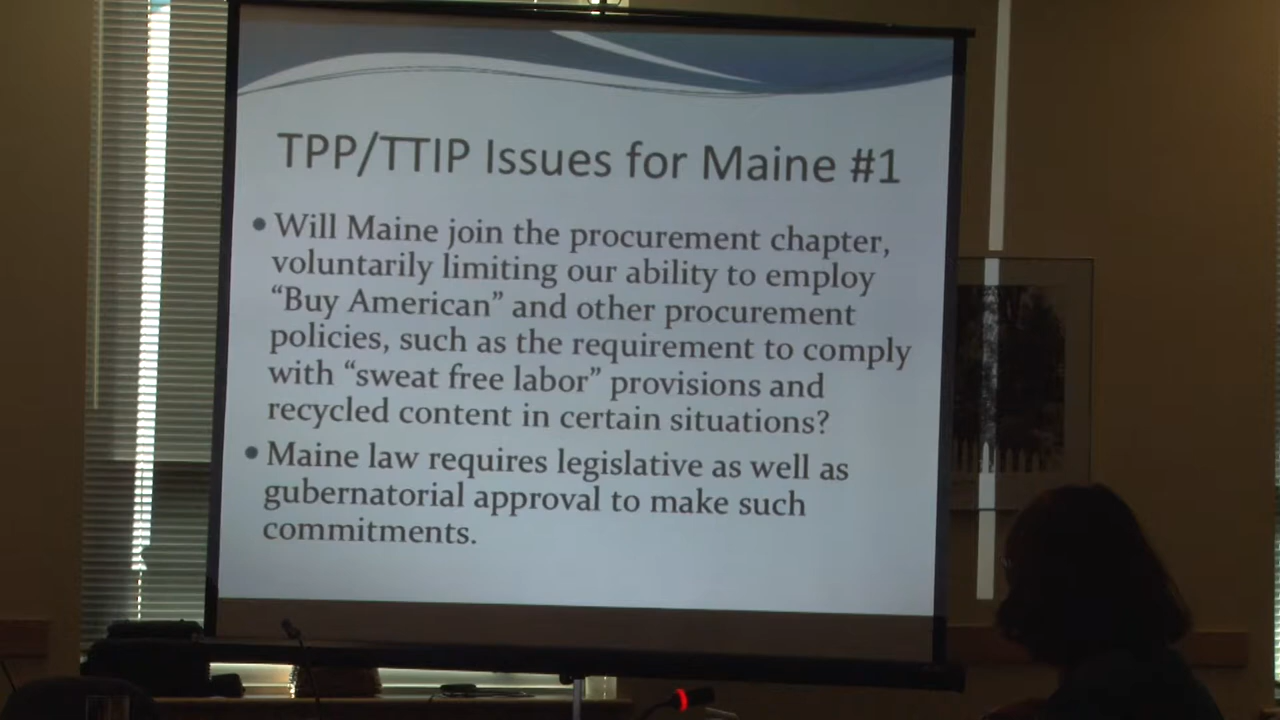 TPP/TTIP Issues for Maine #1
• Will Maine join the procurement chapter,
voluntarily limiting our ability to employ
“Buy American” and other procurement
policies, such as the requirement to comply
with “sweat free labor” provisions and
recycled content in certain situations?
• Maine law requires legislative as well as
gubernatorial approval to make such
commitments.